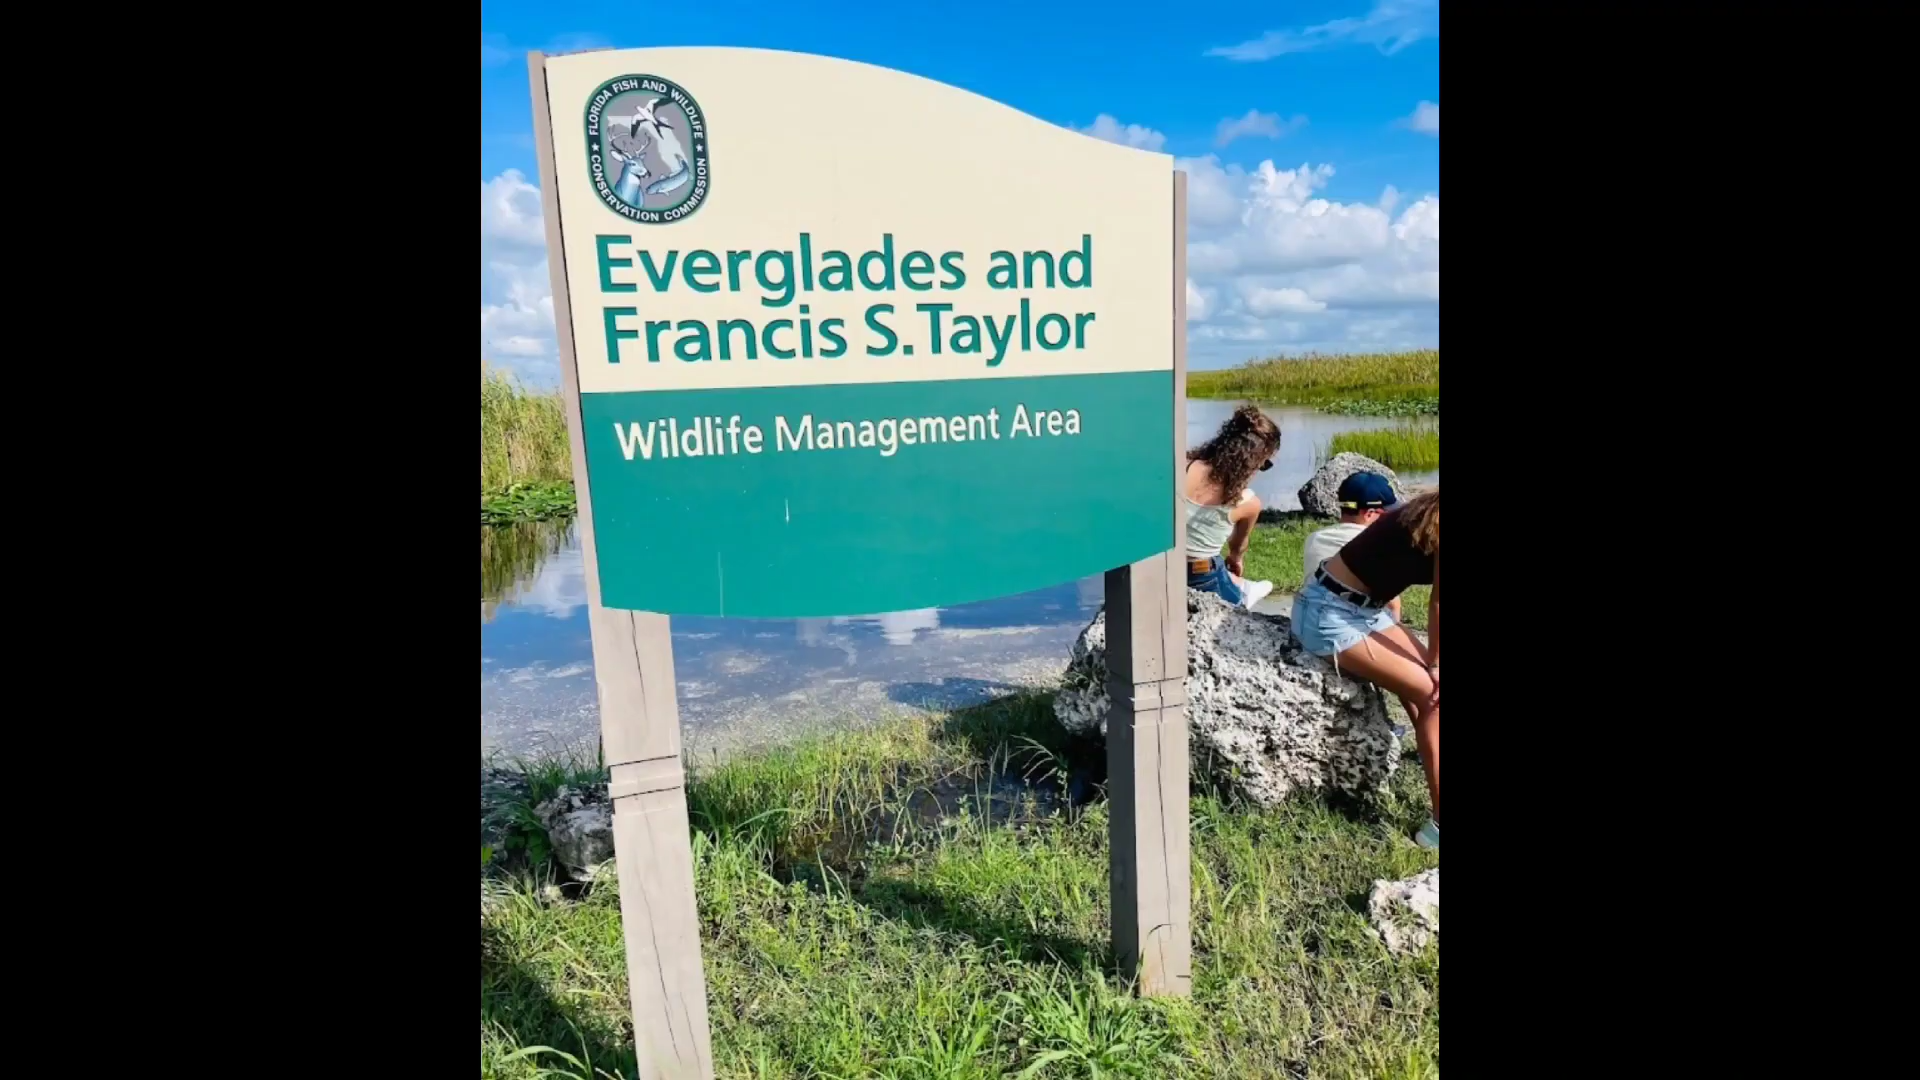 FLORIDA FISH AND WILDLIFE
CONSERVATION COMMISSION
Everglades and
Francis S. Taylor
Wildlife Management Area